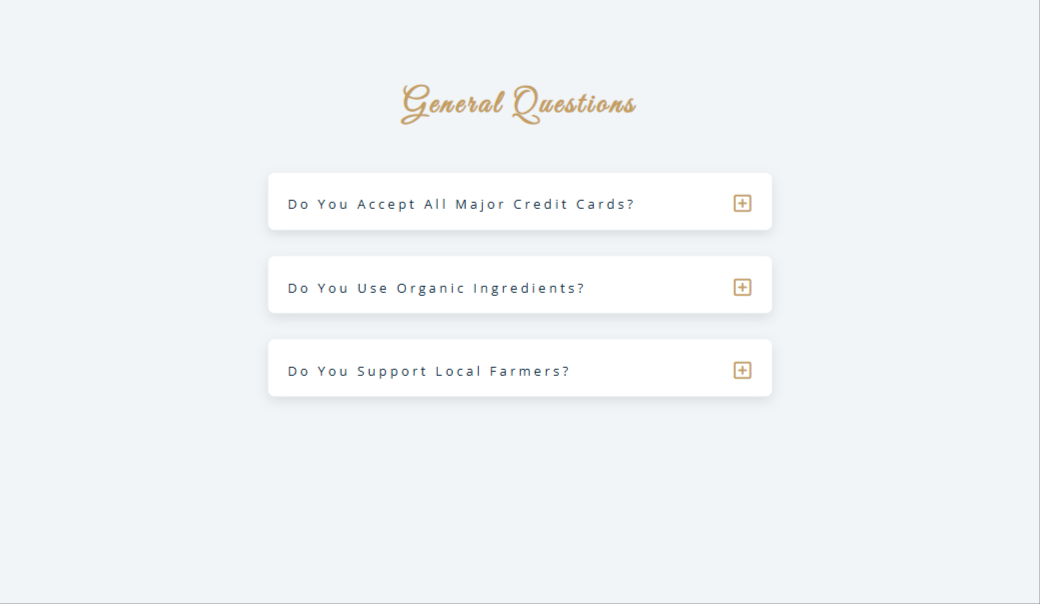 General Questions
Do You Accept All Major Credit Cards?
Do You Use Organic Ingredients?
Do You Support Local Farmers?